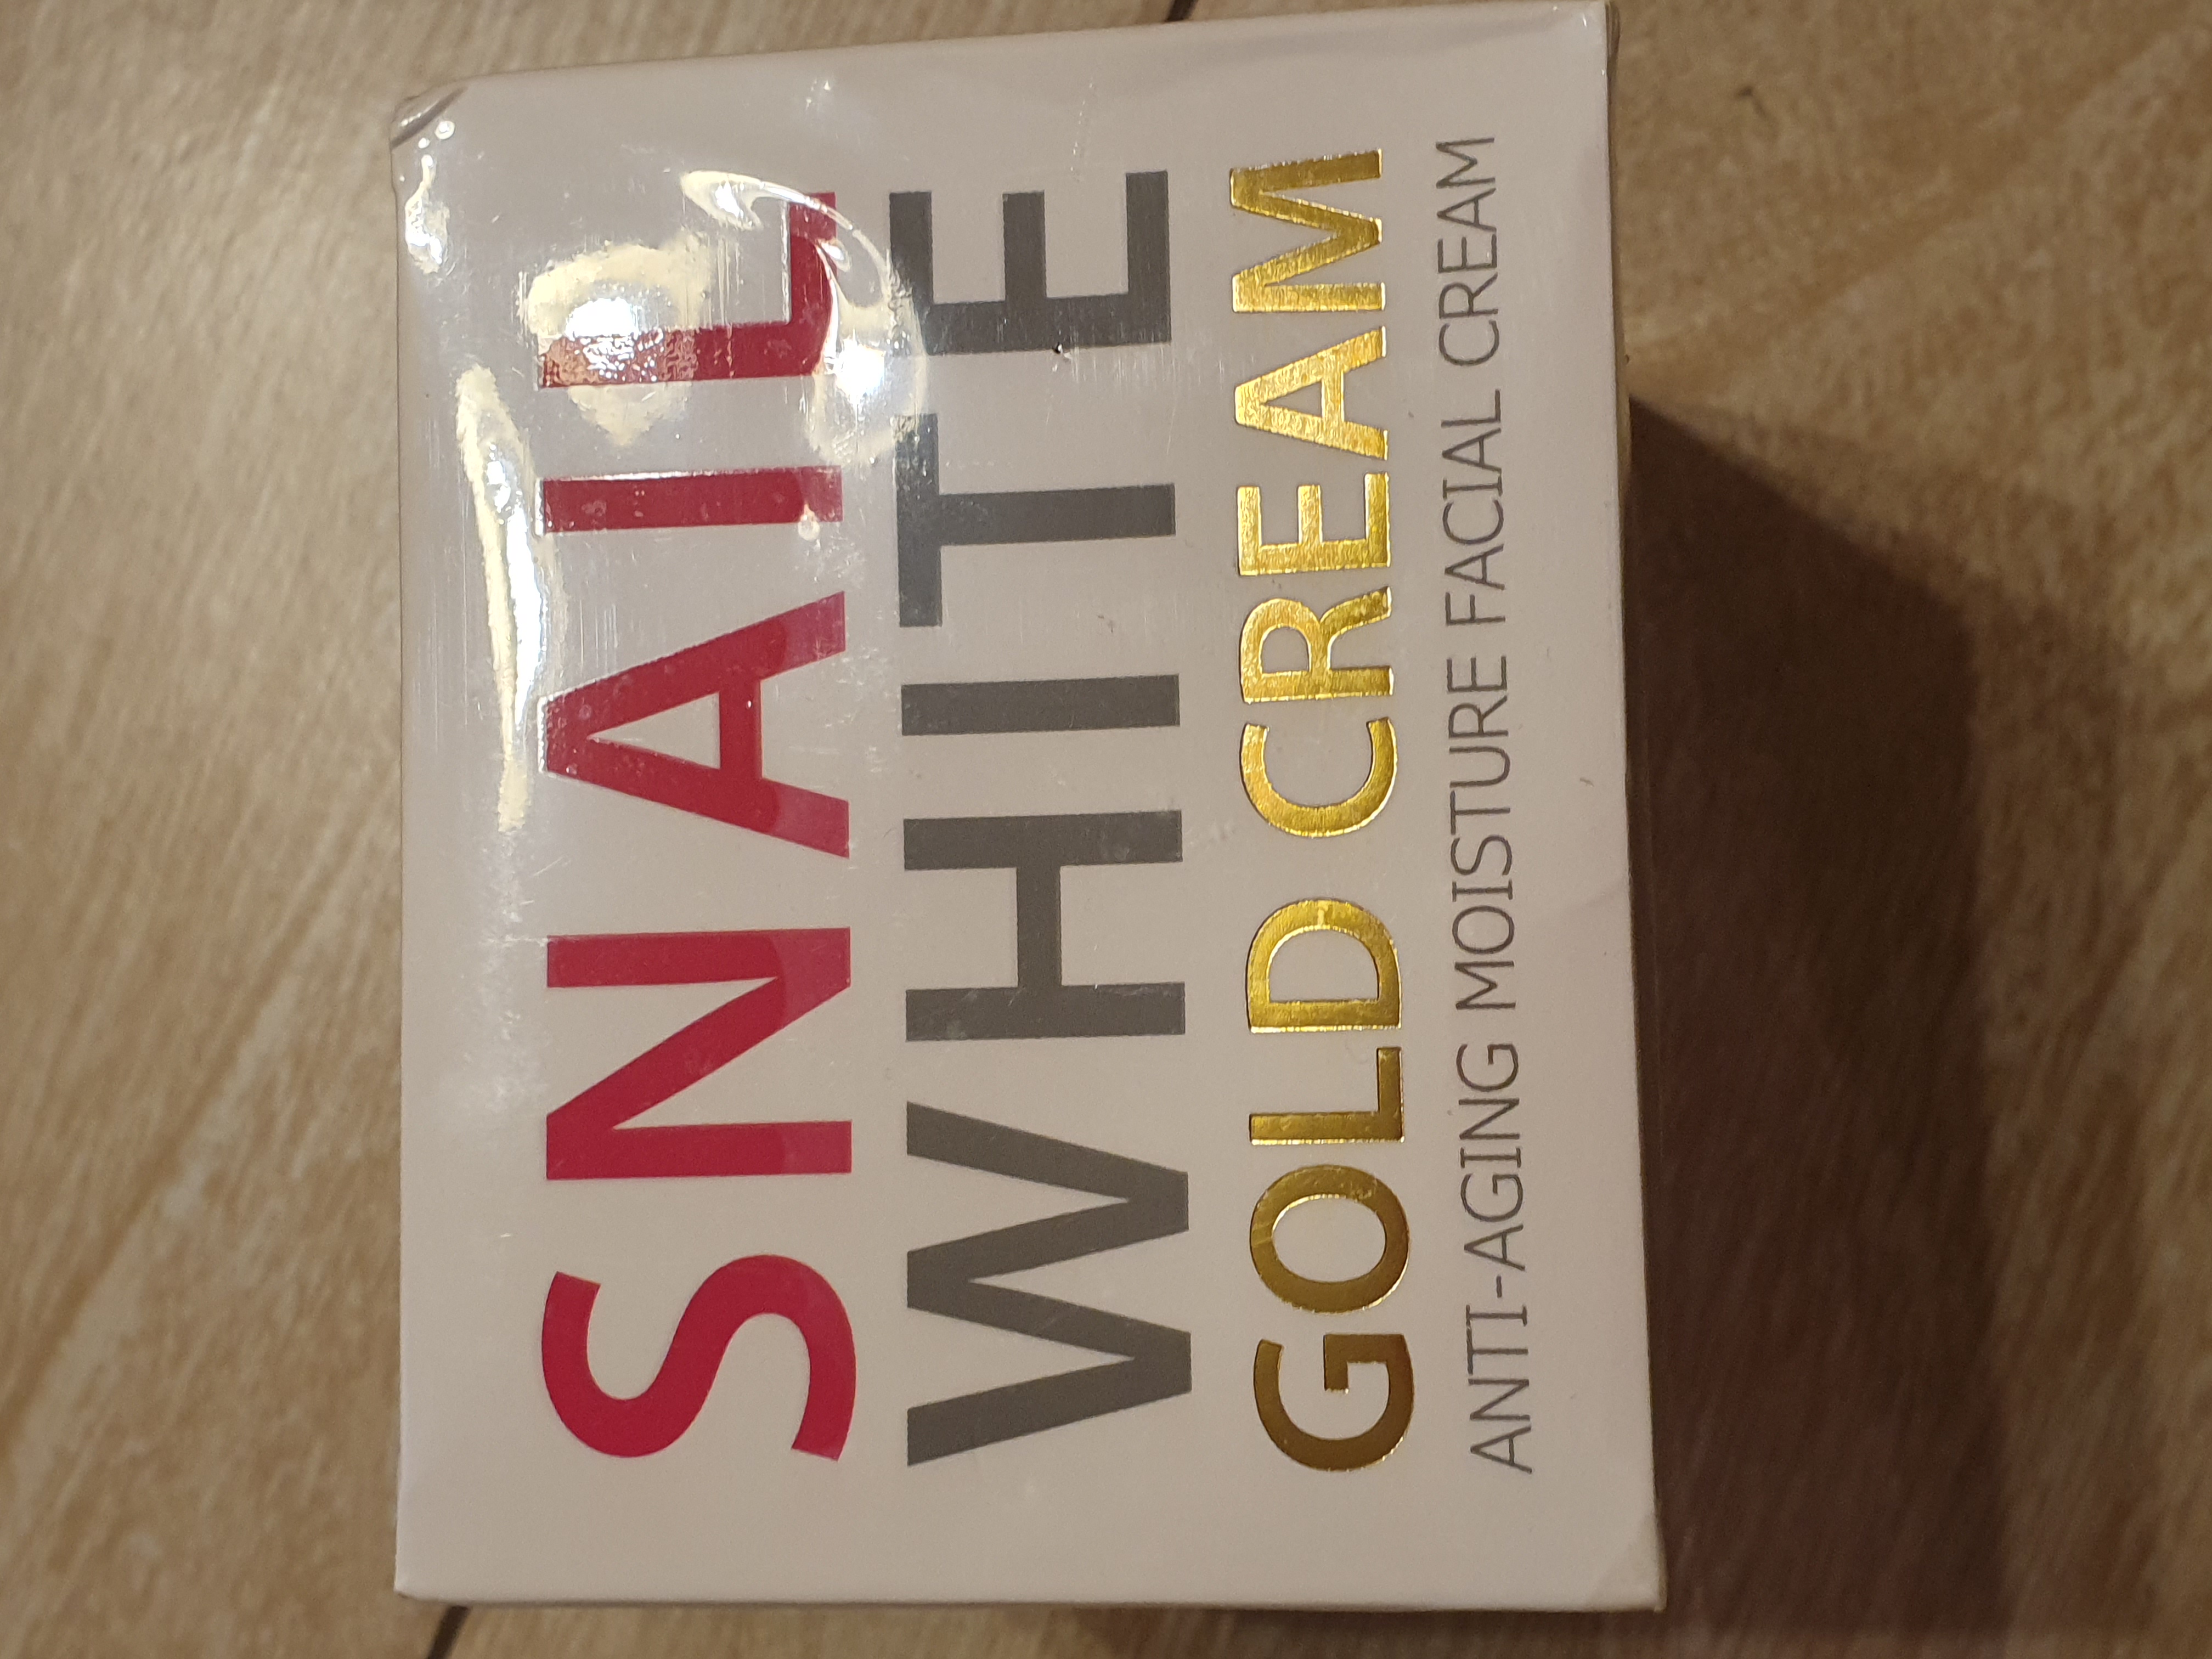 SNAIL
WHITE
GOLD CREAM
ANTI-AGING MOISTURE FACIAL CREAM